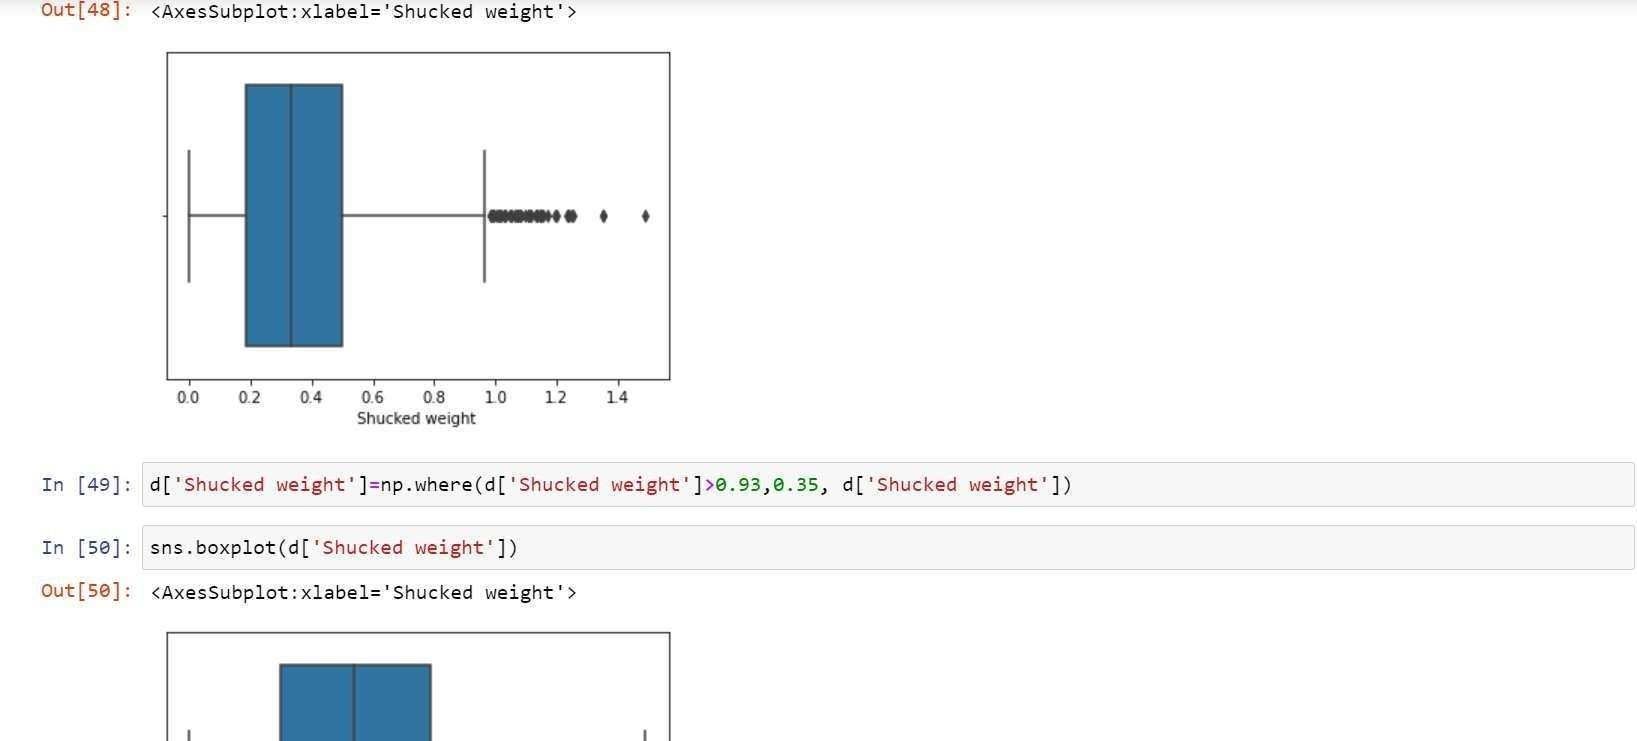 Out[48]: <AxesSubplot:xlabel='Shucked weight'>
0.0 0.2 0.4 0.6 0.8 1.0 1.2 1.4
Shucked weight
In [49]: d['Shucked weight']=np.where(d['Shucked weight']>0.93,0.35, d['Shucked weight'])
In [50]: sns.boxplot(d['Shucked weight'])
Out[50]: <AxesSubplot:xlabel='Shucked weight'>